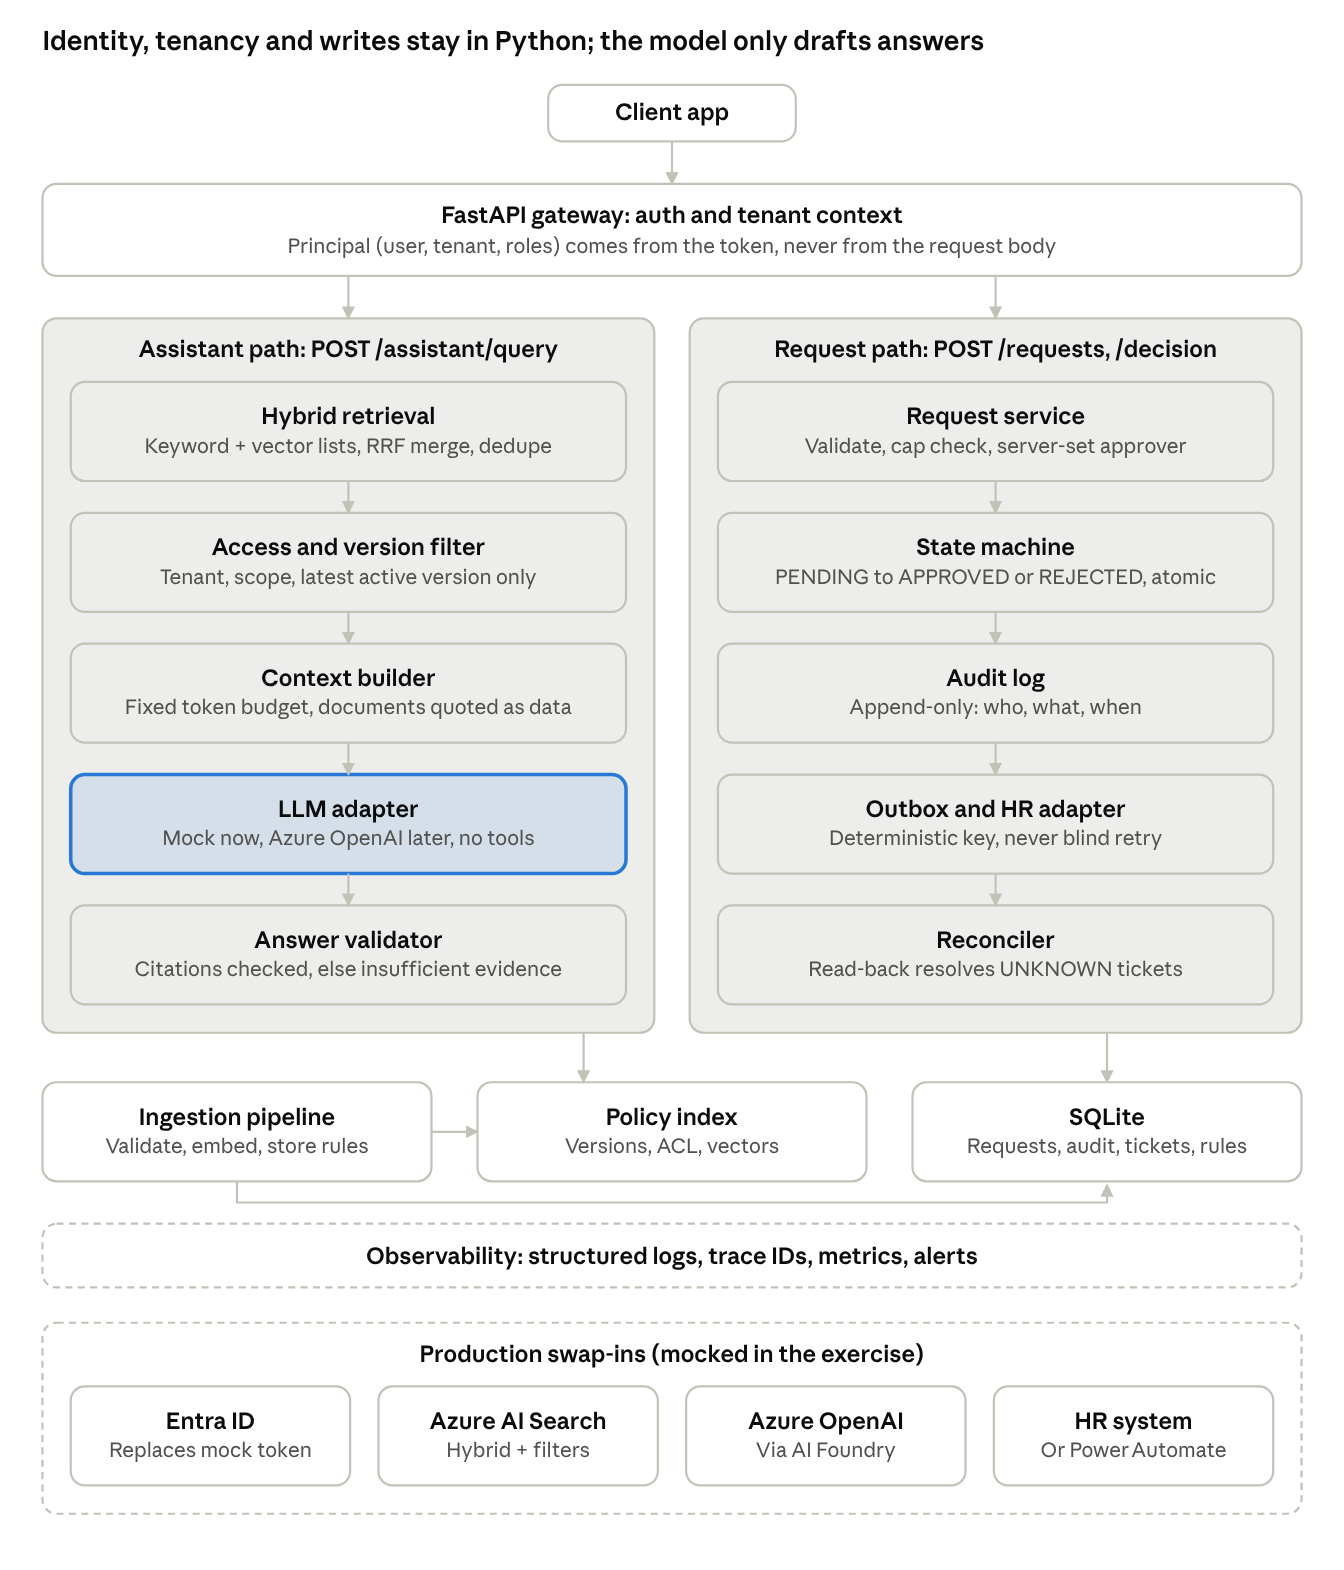 Identity, tenancy and writes stay in Python; the model only drafts answers
Client app
FastAPI gateway: auth and tenant context
Principal (user, tenant, roles) comes from the token, never from the request body
Assistant path: POST /assistant/query
Hybrid retrieval
Keyword + vector lists, RRF merge, dedupe
Access and version filter
Tenant, scope, latest active version only
Context builder
Fixed token budget, documents quoted as data
LLM adapter
Mock now, Azure OpenAI later, no tools
Answer validator
Citations checked, else insufficient evidence
Request path: POST /requests, /decision
Request service
Validate, cap check, server-set approver
State machine
PENDING to APPROVED or REJECTED, atomic
Audit log
Append-only: who, what, when
Outbox and HR adapter
Deterministic key, never blind retry
Reconciler
Read-back resolves UNKNOWN tickets
Ingestion pipeline
Validate, embed, store rules
Policy index
Versions, ACL, vectors
SQLite
Requests, audit, tickets, rules
Observability: structured logs, trace IDs, metrics, alerts
Production swap-ins (mocked in the exercise)
Entra ID
Replaces mock token
Azure AI Search
Hybrid + filters
Azure OpenAI
Via AI Foundry
HR system
Or Power Automate